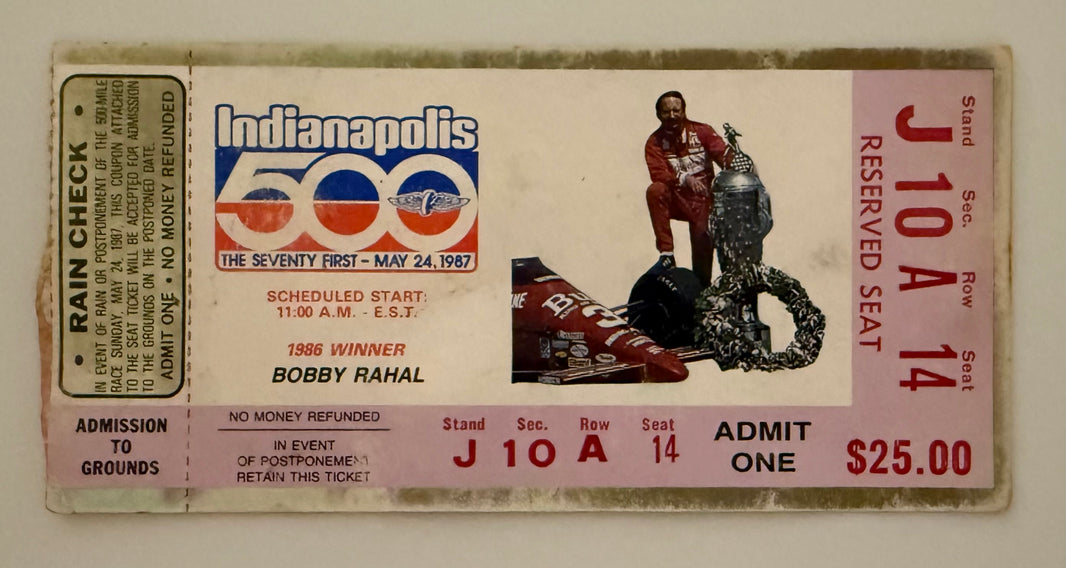 • RAIN CHECK •
IN EVENT OF RAIN OR POSTPONEMENT OF THE 500-MILE
RACE SUNDAY, MAY 24, 1987, THIS COUPON ATTACHED
TO THE SEAT TICKET WILL BE ACCEPTED FOR ADMISSION
TO THE GROUNDS ON THE POSTPONED DATE.
ADMIT ONE • NO MONEY REFUNDED
ADMISSION
TO
GROUNDS
Indianapolis
500
THE SEVENTY FIRST – MAY 24, 1987
SCHEDULED START:
11:00 A.M. - E.S.T.
1986 WINNER
BOBBY RAHAL
NO MONEY REFUNDED
IN EVENT
OF POSTPONEMENT
RETAIN THIS TICKET
Stand Sec. Row Seat
J 10 A 14
ADMIT
ONE
$25.00
Stand Sec. Row Seat
J 10 A 14
RESERVED SEAT
3